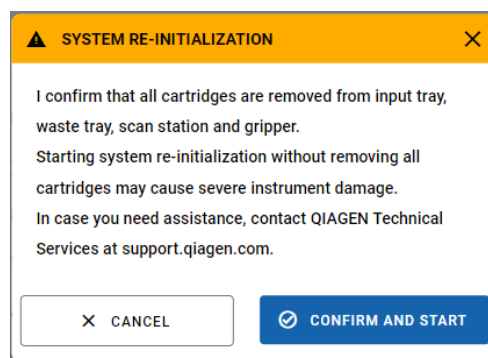 SYSTEM RE-INITIALIZATION
I confirm that all cartridges are removed from input tray,
waste tray, scan station and gripper.
Starting system re-initialization without removing all
cartridges may cause severe instrument damage.
In case you need assistance, contact QIAGEN Technical
Services at support.qiagen.com.
CANCEL
CONFIRM AND START